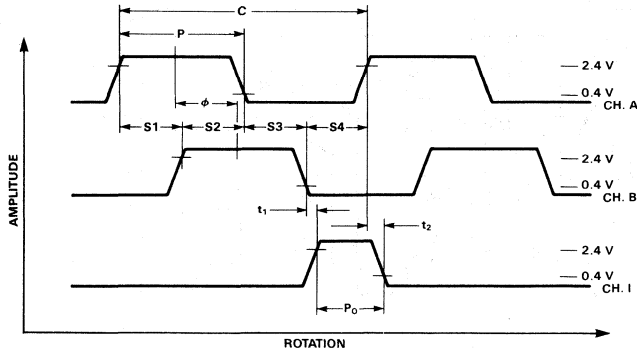 C
P
2.4 V
0.4 V
CH. A
ϕ
S1 S2 S3 S4
2.4 V
0.4 V
CH. B
AMPLITUDE
t1 t2
2.4 V
0.4 V
CH. I
P0
ROTATION